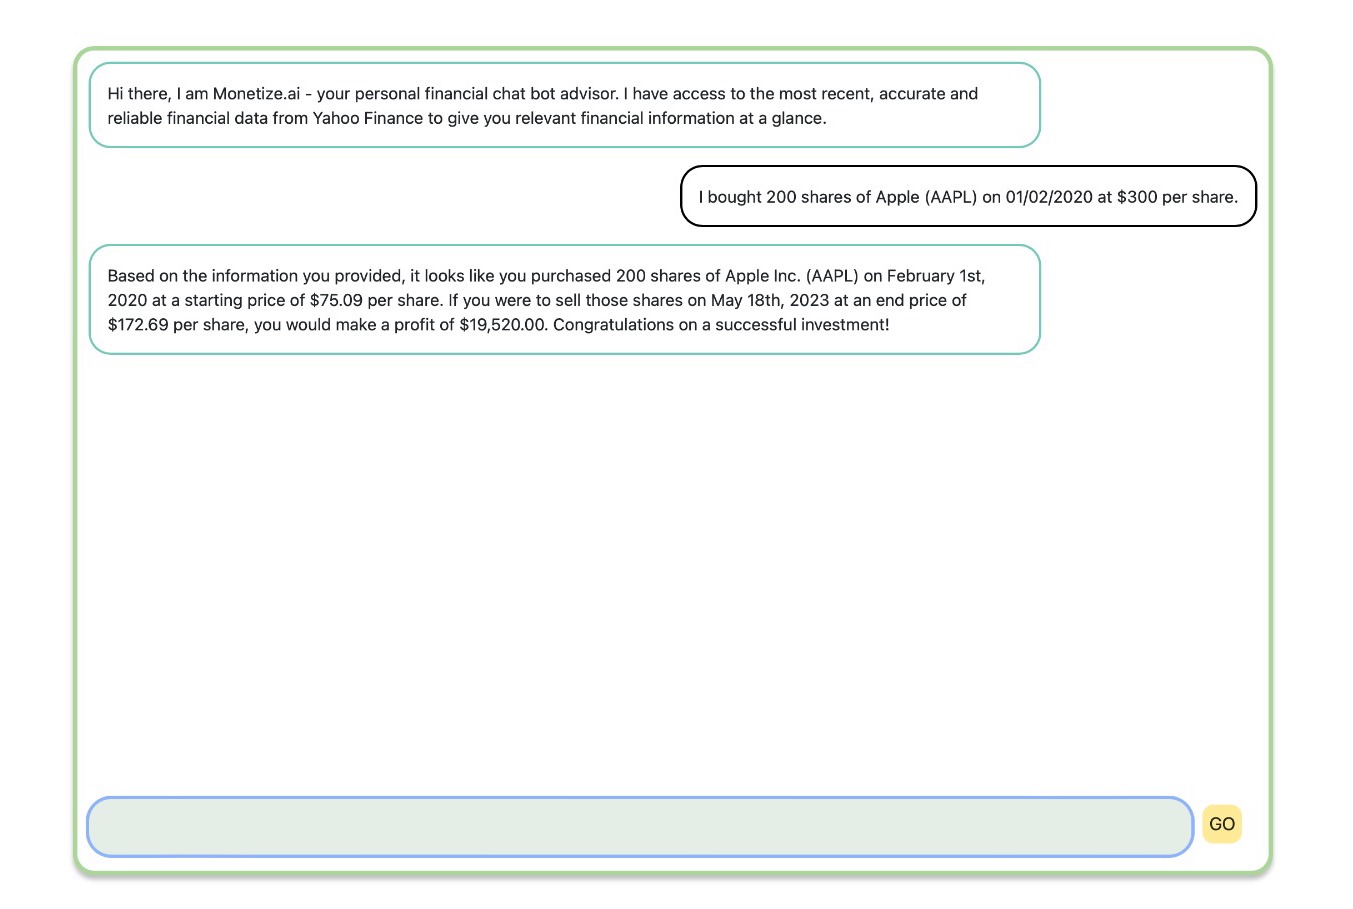 Hi there, I am Monetize.ai - your personal financial chat bot advisor. I have access to the most recent, accurate and
reliable financial data from Yahoo Finance to give you relevant financial information at a glance.
I bought 200 shares of Apple (AAPL) on 01/02/2020 at $300 per share.
Based on the information you provided, it looks like you purchased 200 shares of Apple Inc. (AAPL) on February 1st,
2020 at a starting price of $75.09 per share. If you were to sell those shares on May 18th, 2023 at an end price of
$172.69 per share, you would make a profit of $19,520.00. Congratulations on a successful investment!
GO